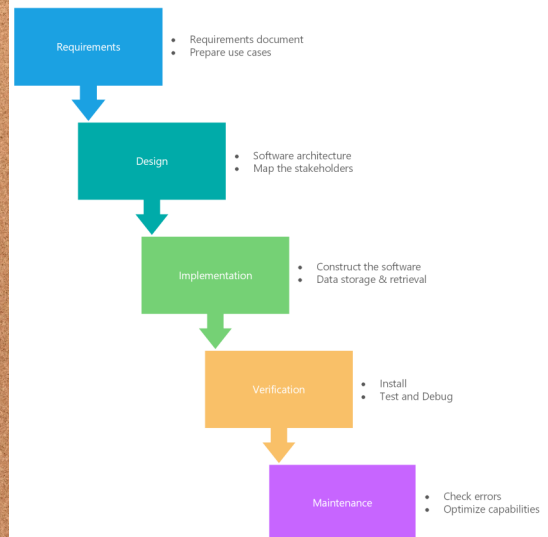 Requirements
• Requirements document
• Prepare use cases
Design
• Software architecture
• Map the stakeholders
Implementation
• Construct the software
• Data storage & retrieval
Verification
• Install
• Test and Debug
Maintenance
• Check errors
• Optimize capabilities